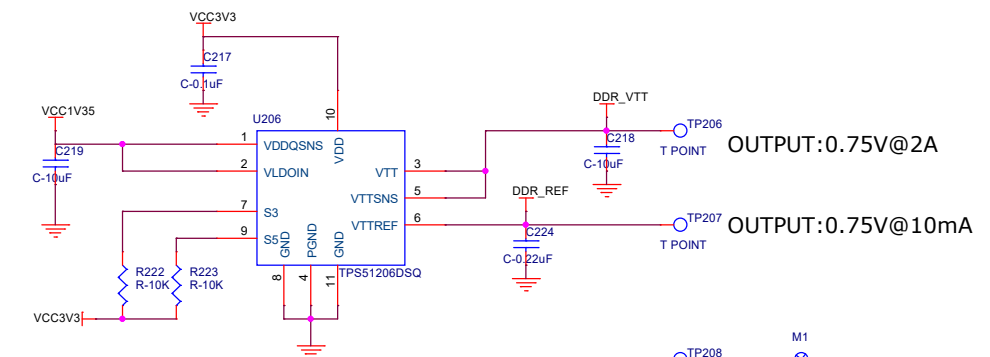 VCC3V3
C217
C-0.1uF
VCC1V35
C219
C-10uF
U206
10
1
VDDQSNS
VDD
2
VLDOIN
VTT
3
VTTSNS
5
7
S3
VTTREF
6
9
S5
GND
PGND
GND
TPS51206DSQ
8
4
11
R222
R-10K
R223
R-10K
VCC3V3
DDR_VTT
TP206
T POINT
OUTPUT:0.75V@2A
C218
C-10uF
DDR_REF
TP207
T POINT
OUTPUT:0.75V@10mA
C224
C-0.22uF
M1
TP208